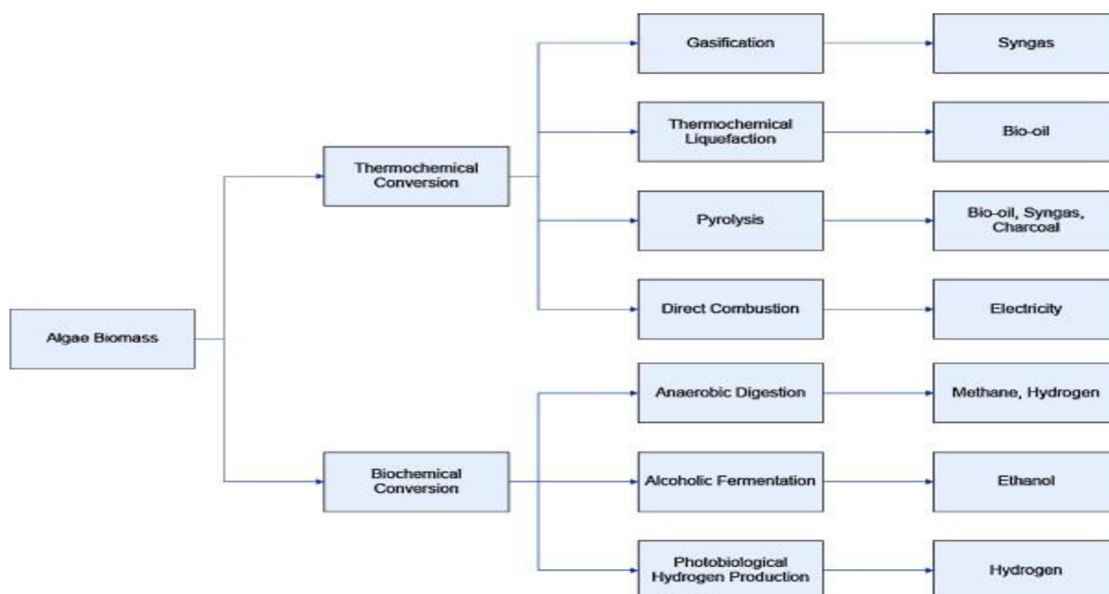 Gasification
Syngas
Thermochemical
Liquefaction
Bio-oil
Thermochemical
Conversion
Pyrolysis
Bio-oil, Syngas,
Charcoal
Direct Combustion
Electricity
Algae Biomass
Anaerobic Digestion
Methane, Hydrogen
Biochemical
Conversion
Alcoholic Fermentation
Ethanol
Photobiological
Hydrogen Production
Hydrogen